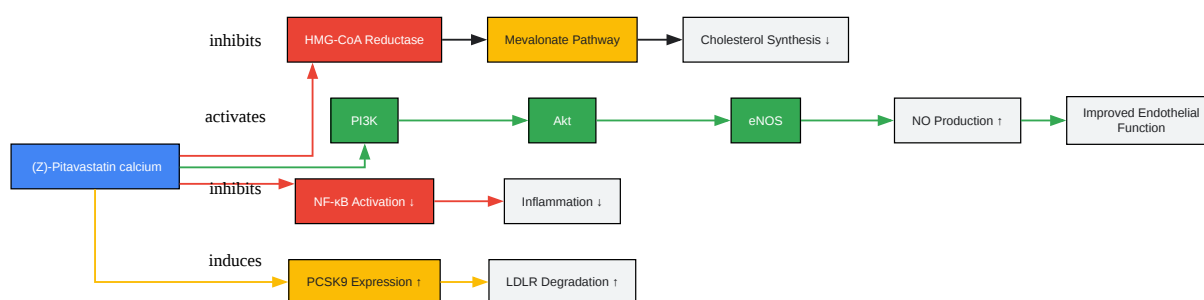 inhibits
HMG-CoA Reductase
Mevalonate Pathway
Cholesterol Synthesis ↓
activates
PI3K
Akt
eNOS
NO Production ↑
Improved Endothelial
Function
(Z)-Pitavastatin calcium
inhibits
NF-κB Activation ↓
Inflammation ↓
induces
PCSK9 Expression ↑
LDLR Degradation ↑